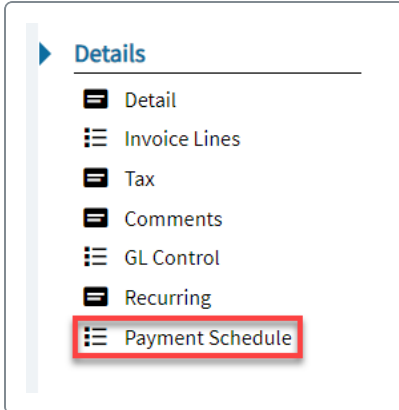 Details
Detail
Invoice Lines
Tax
Comments
GL Control
Recurring
Payment Schedule